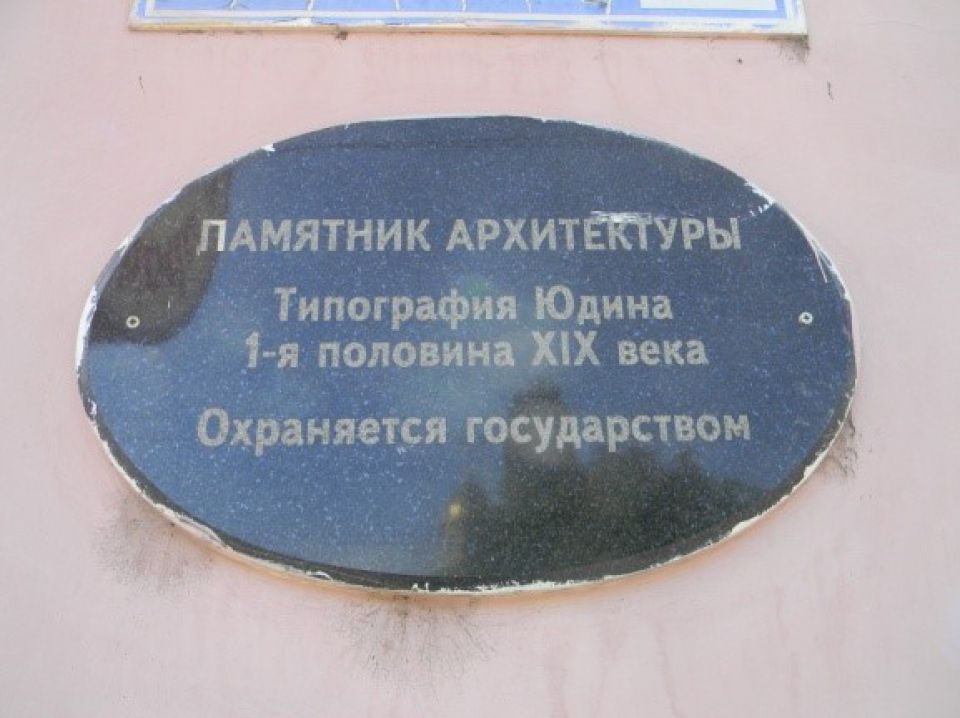 ПАМЯТНИК АРХИТЕКТУРЫ
Типография Юдина
1-я половина XIX века
Охраняется государством